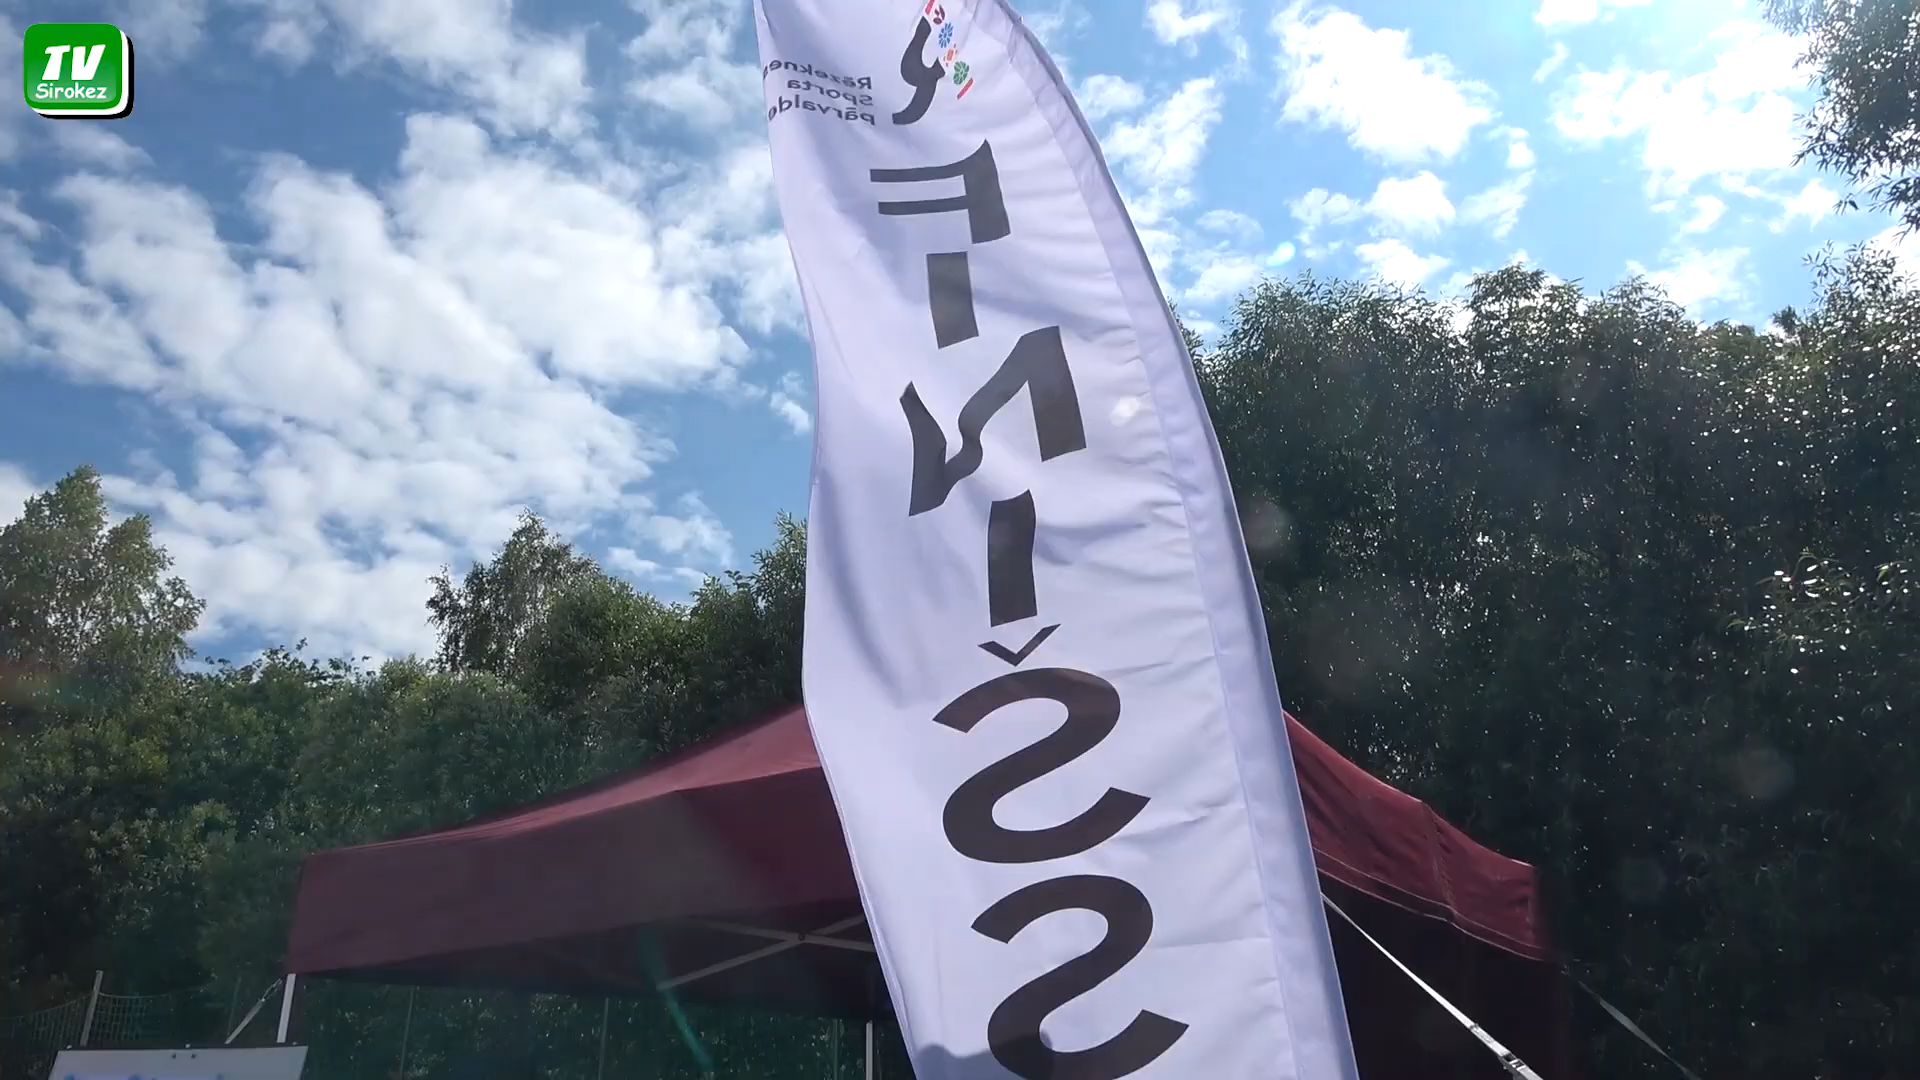 TV
Sirokez
Rēzeknes
Sporta
pārvalde
FINIŠS